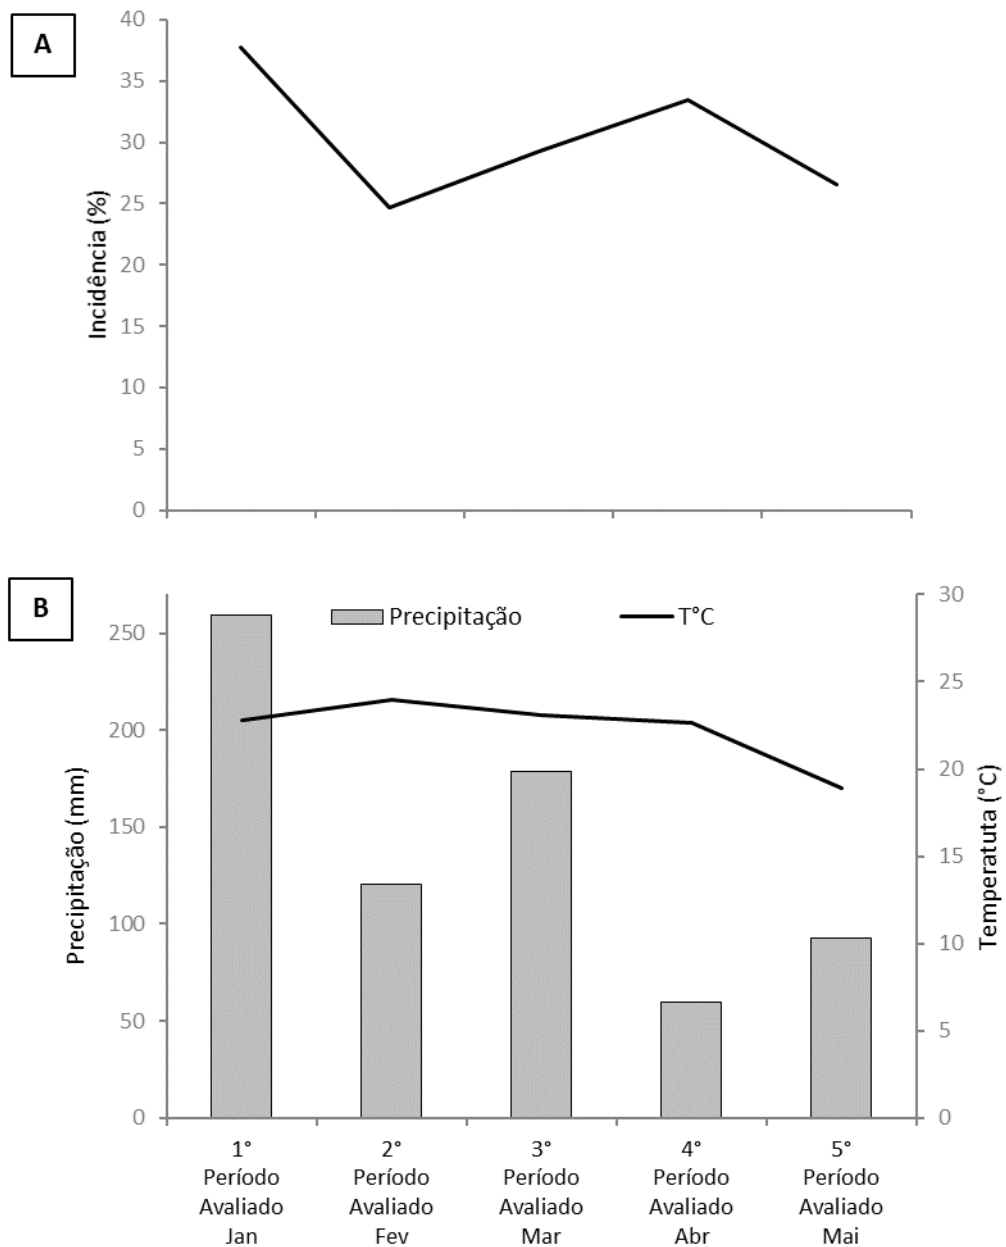 A
40
35
30
25
20
15
10
5
0
Incidência (%)
B
Precipitação
T°C
250
200
150
100
50
0
Precipitação (mm)
30
25
20
15
10
5
0
Temperatuta (°C)
1° 2° 3° 4° 5°
Período Período Período Período Período
Avaliado Avaliado Avaliado Avaliado Avaliado
Jan Fev Mar Abr Mai